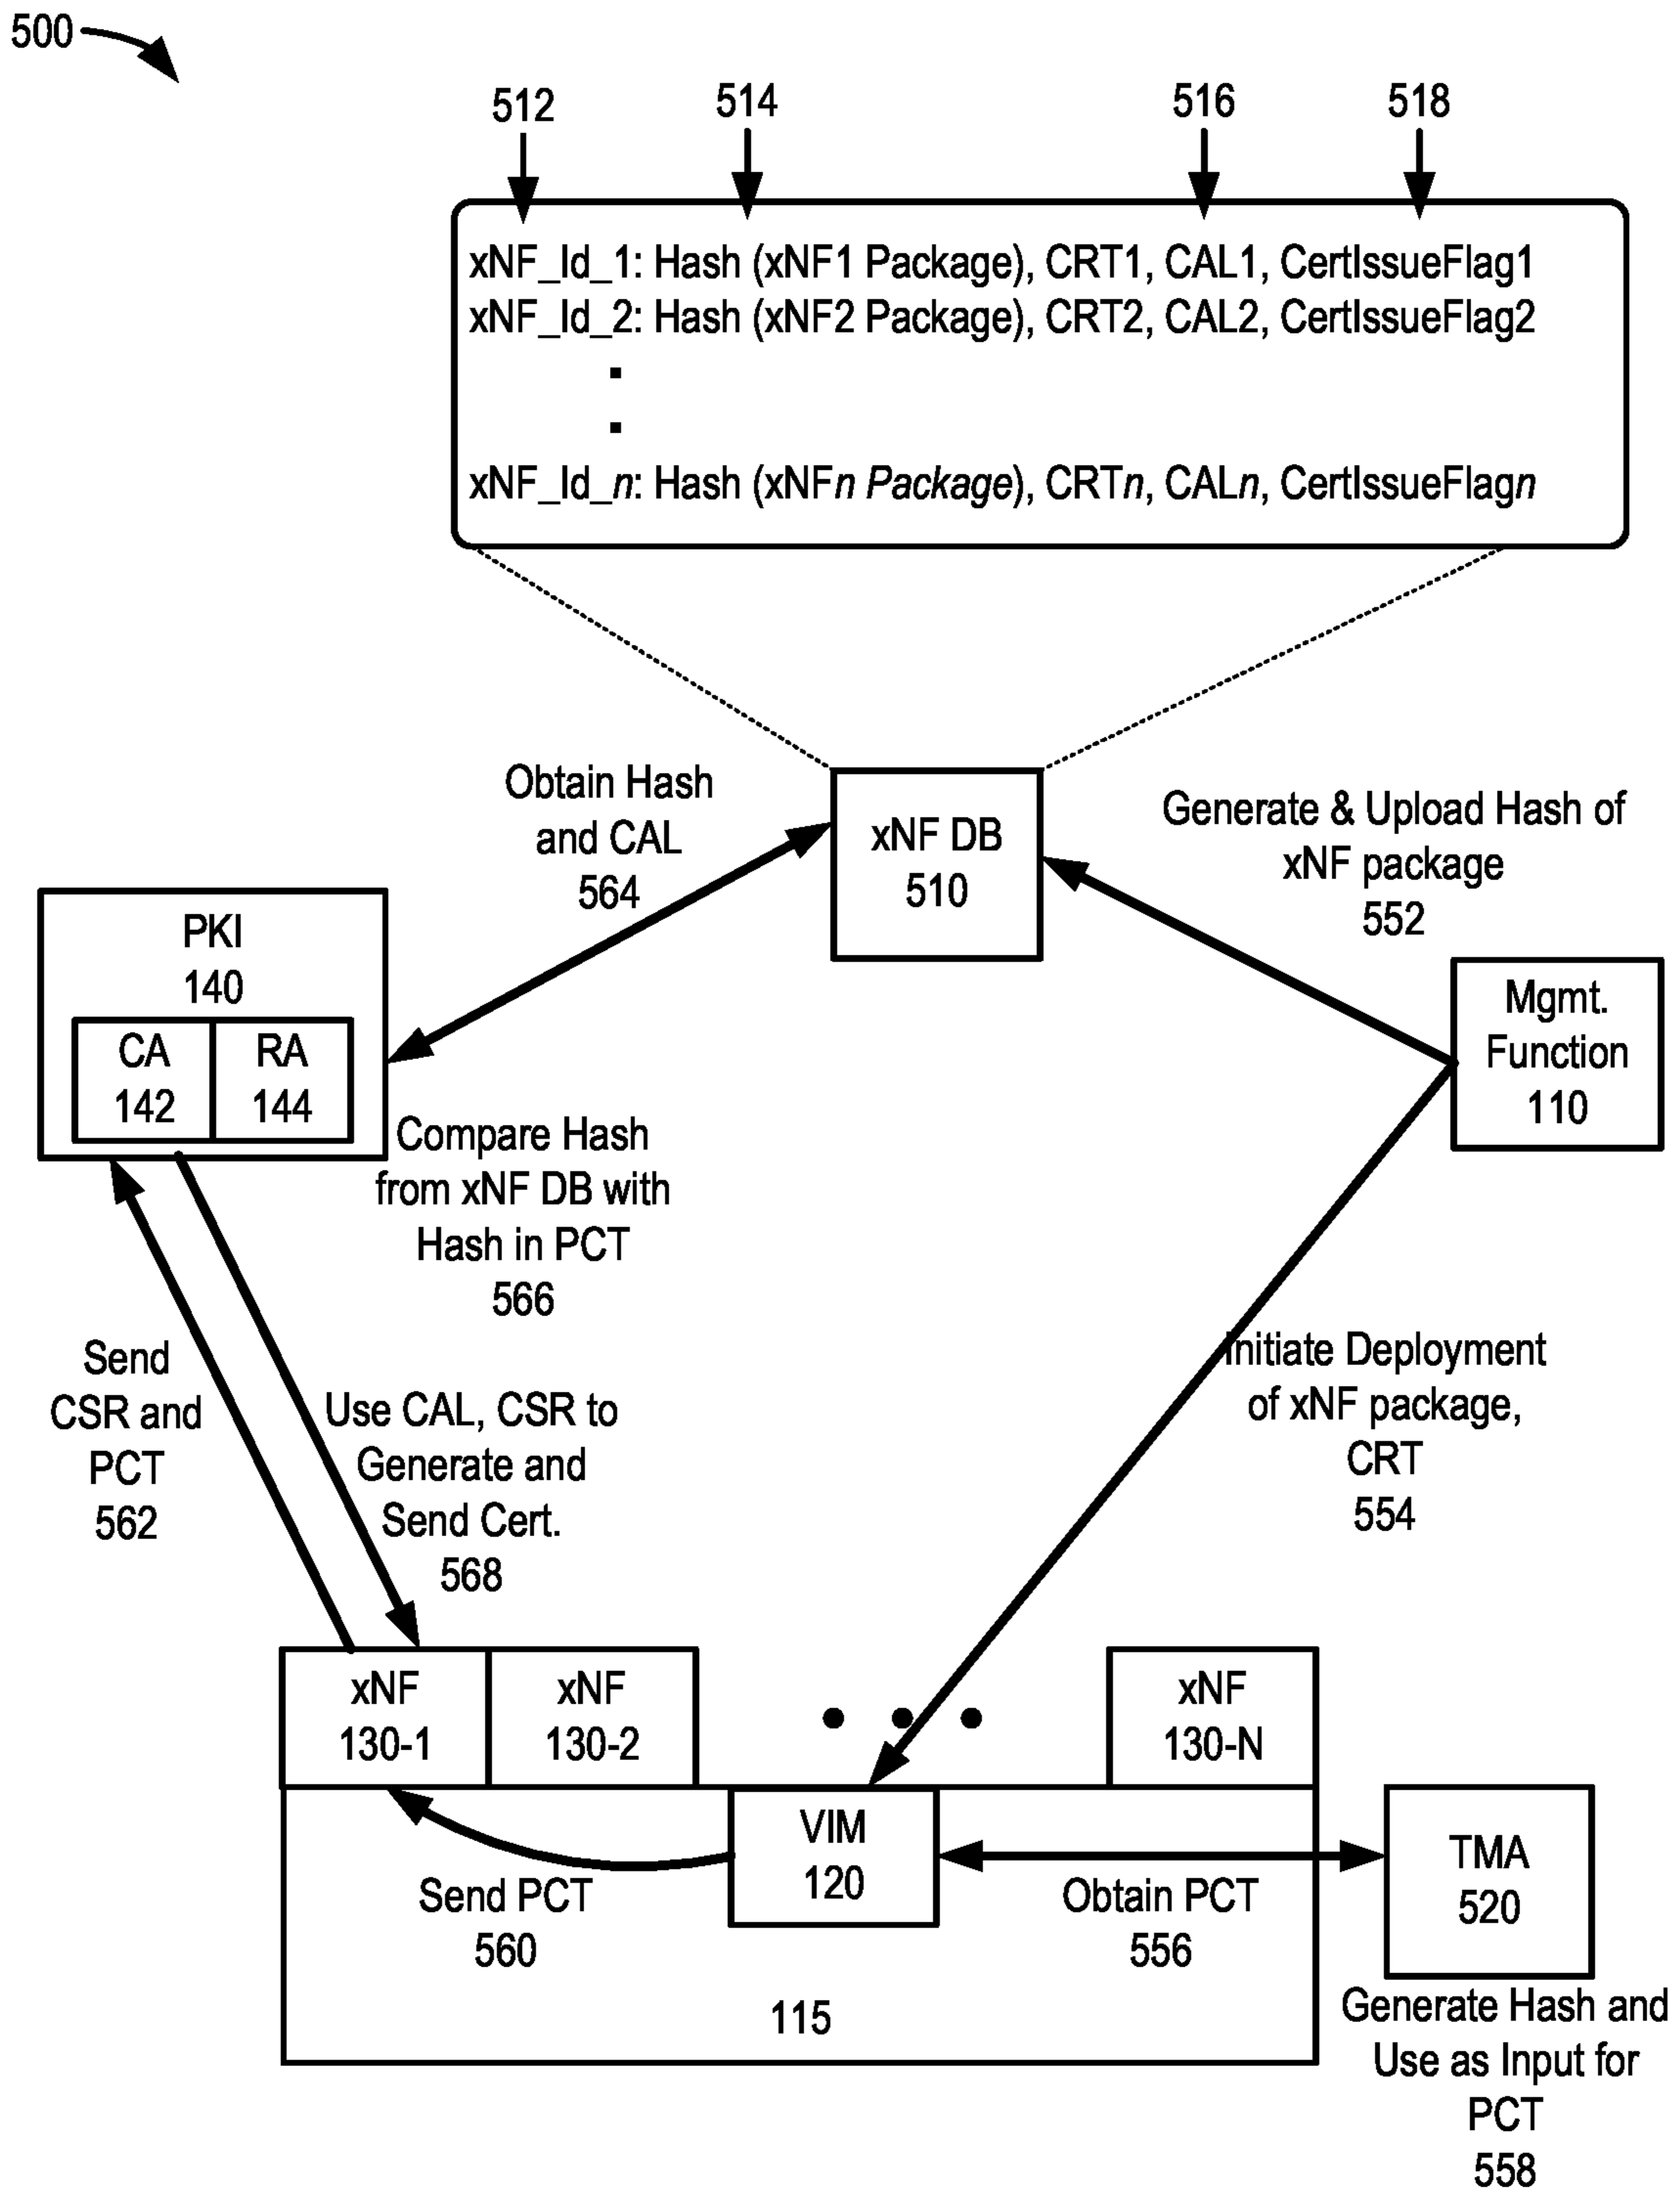 500
512
514
516
518
xNF_Id_1: Hash (xNF1 Package), CRT1, CAL1, CertIssueFlag1
xNF_Id_2: Hash (xNF2 Package), CRT2, CAL2, CertIssueFlag2
xNF_Id_n: Hash (xNFn Package), CRTn, CALn, CertIssueFlagn
Obtain Hash
and CAL
564
xNF DB
510
Generate & Upload Hash of
xNF package
552
PKI
140
CA
142
RA
144
Mgmt.
Function
110
Compare Hash
from xNF DB with
Hash in PCT
566
Send
CSR and
PCT
562
Use CAL, CSR to
Generate and
Send Cert.
568
Initiate Deployment
of xNF package,
CRT
554
xNF
130-1
xNF
130-2
xNF
130-N
VIM
120
Send PCT
560
Obtain PCT
556
TMA
520
115
Generate Hash and
Use as Input for
PCT
558